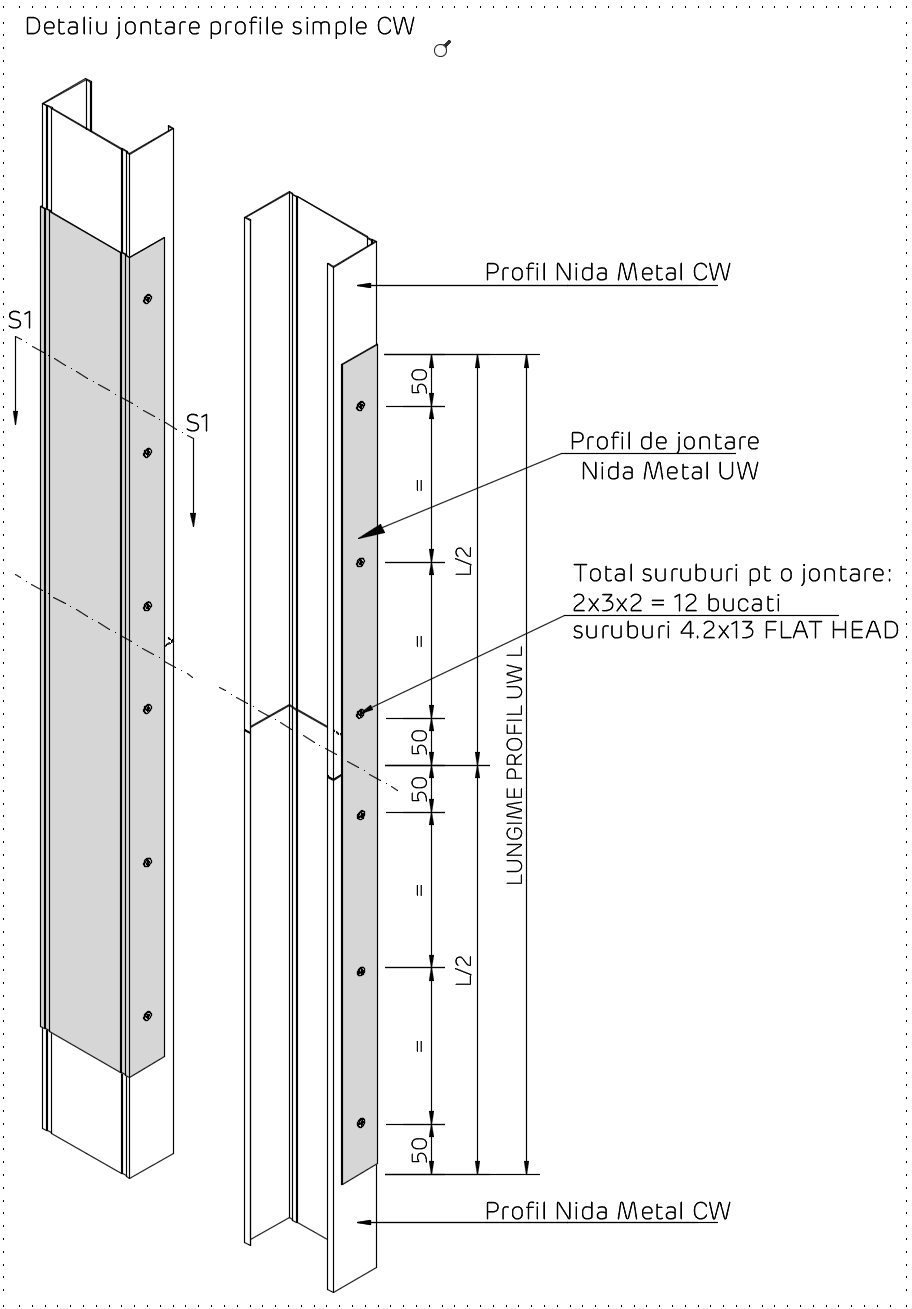 Detaliu jontare profile simple CW
Profil Nida Metal CW
S1
50
S1
Profil de jontare
Nida Metal UW
=
L/2
Total suruburi pt o jontare:
2x3x2 = 12 bucati
suruburi 4.2x13 FLAT HEAD
=
LUNGIME PROFIL UW L
50
50
=
L/2
=
50
Profil Nida Metal CW